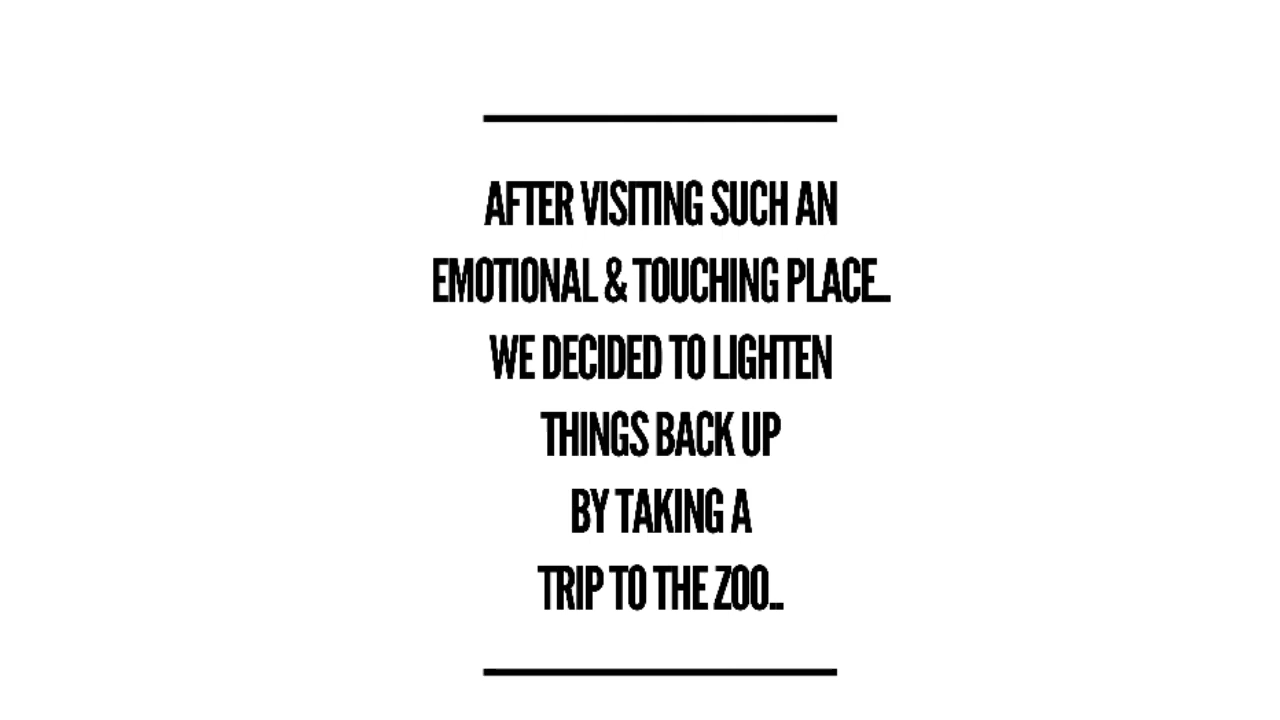 AFTER VISITING SUCH AN
EMOTIONAL & TOUCHING PLACE...
WE DECIDED TO LIGHTEN
THINGS BACK UP
BY TAKING A
TRIP TO THE ZOO..